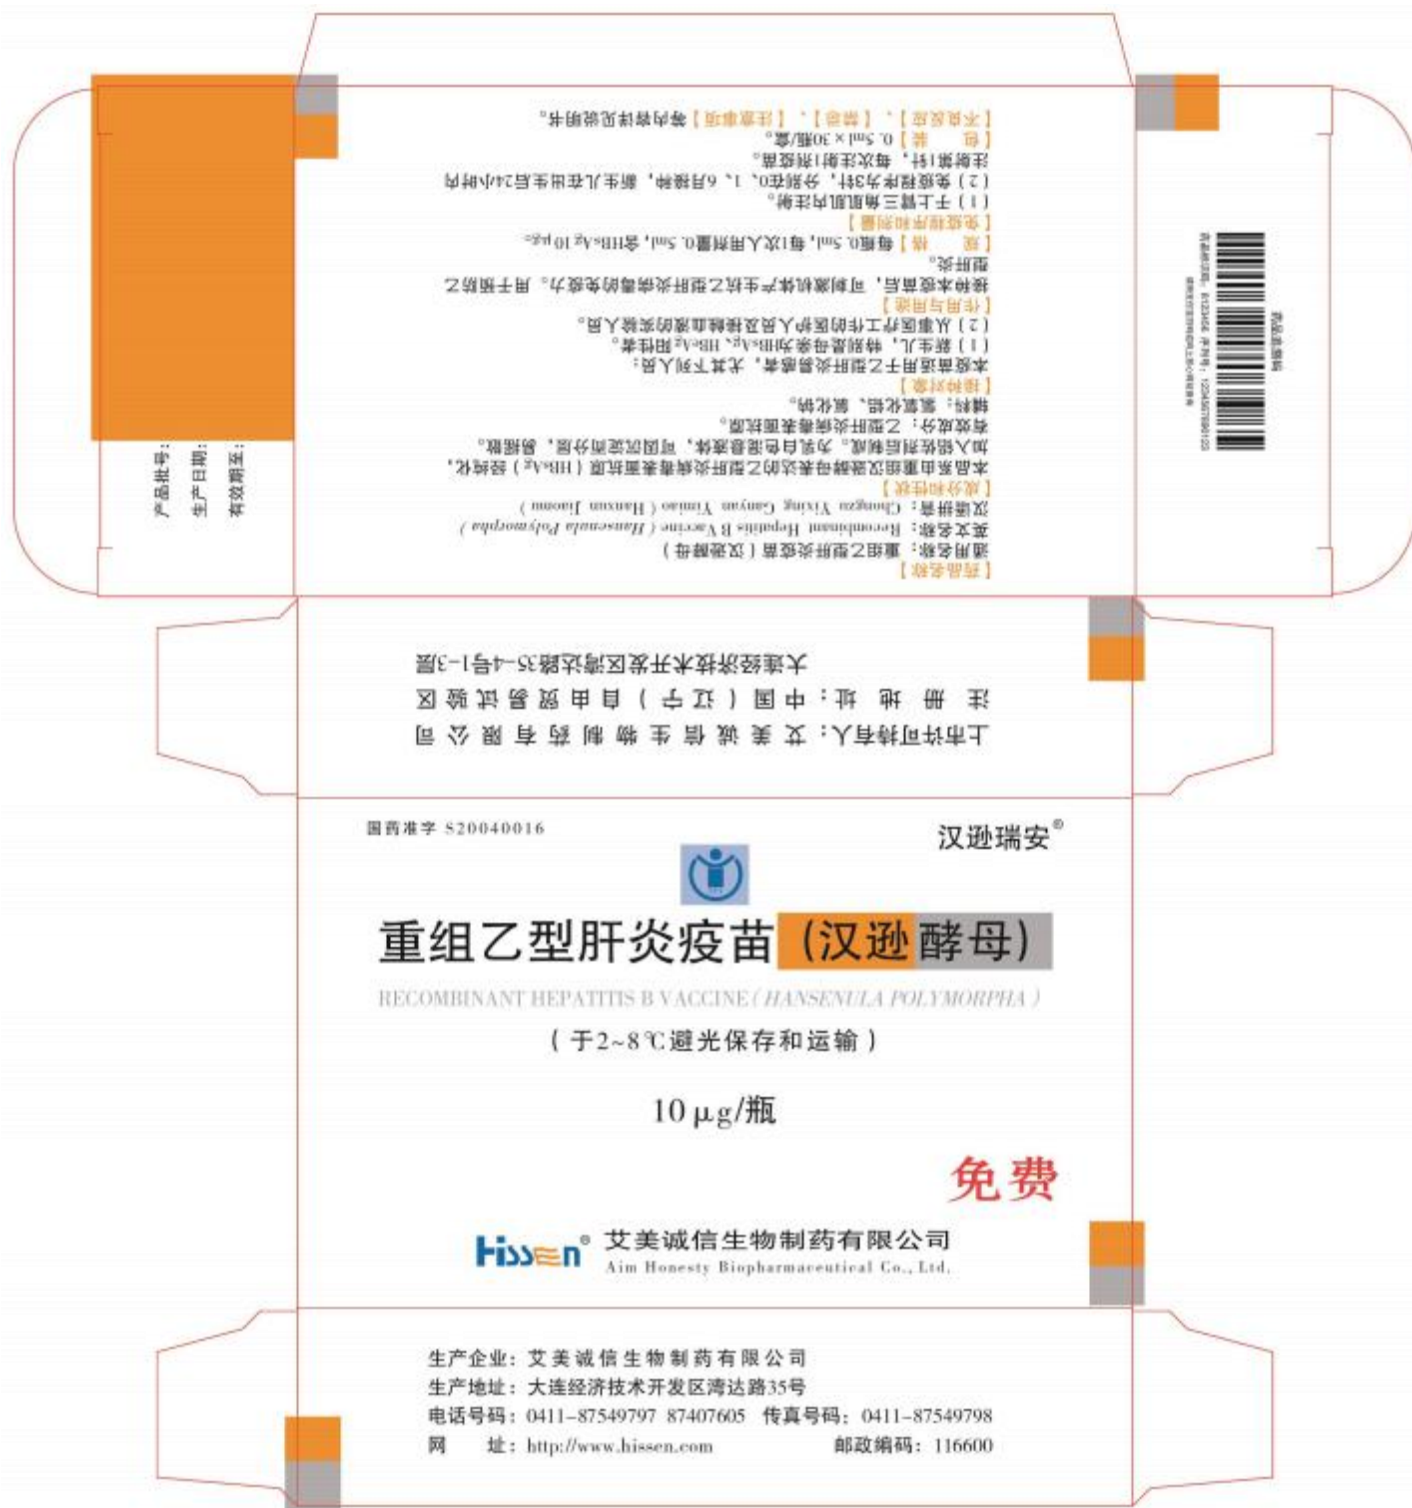 【药品名称】
通用名称：重组乙型肝炎疫苗（汉逊酵母）
英文名称：Recombinant Hepatitis B Vaccine (Hansenula Polymorpha)
汉语拼音：Chongzu Yixing Ganyan Yimiao（Hanxun Jiaomu）
【成分和性状】
本品系由重组汉逊酵母表达的乙型肝炎病毒表面抗原（HBsAg）经纯化，
加入铝佐剂后制成。为乳白色混悬液体，可因沉淀而分层，易摇散。
有效成分：乙型肝炎病毒表面抗原。
辅料：氢氧化铝、氯化钠。
【接种对象】
本疫苗适用于乙型肝炎易感者，尤其下列人员：
（1）新生儿，特别是母亲为HBsAg、HBeAg阳性者。
（2）从事医疗工作的医护人员及接触血液的实验人员。
【作用与用途】
接种本疫苗后，可刺激机体产生抗乙型肝炎病毒的免疫力。用于预防乙
型肝炎。
【规　格】每瓶0.5ml，每1次人用剂量0.5ml，含HBsAg 10μg。
【免疫程序和剂量】
（1）于上臂三角肌肌内注射。
（2）免疫程序为3针，分别在0、1、6月接种，新生儿在出生后24小时内
注射第1针，每次注射1剂疫苗。
【包　装】0.5ml×30瓶/盒。
【不良反应】、【禁忌】、【注意事项】等内容详见说明书。
产品批号：
生产日期：
有效期至：
药品追溯码
药品标识码：8123456 序列号：1234567890123
上市许可持有人：艾美诚信生物制药有限公司
注册地址：中国（辽宁）自由贸易试验区
大连经济技术开发区湾达路35-4号1-3层
国药准字 S20040016
汉逊瑞安®
重组乙型肝炎疫苗（汉逊酵母）
RECOMBINANT HEPATITIS B VACCINE (HANSENULA POLYMORPHA)
（于2~8℃避光保存和运输）
10 μg/瓶
免费
Hissen® 艾美诚信生物制药有限公司
Aim Honesty Biopharmaceutical Co., Ltd.
生产企业：艾美诚信生物制药有限公司
生产地址：大连经济技术开发区湾达路35号
电话号码：0411-87549797 87407605 传真号码：0411-87549798
网　址：http://www.hissen.com 邮政编码：116600